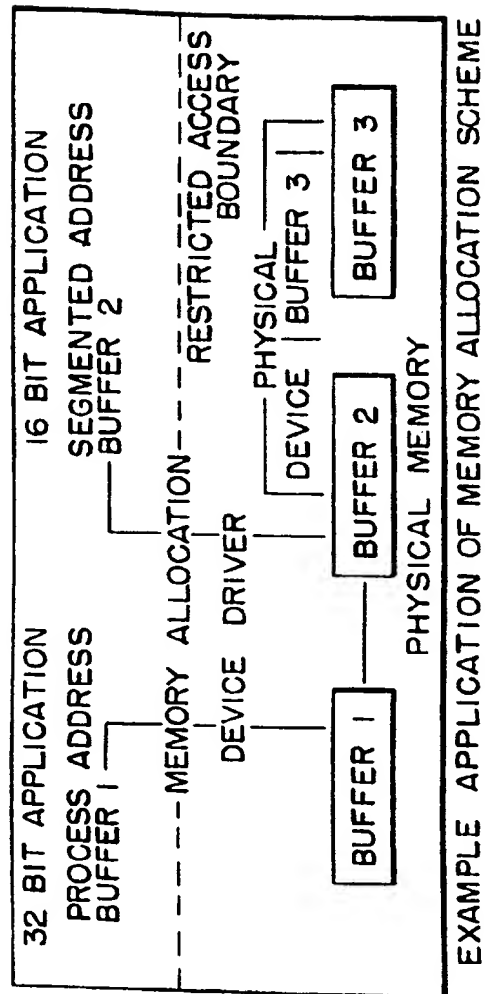 32 BIT APPLICATION
PROCESS ADDRESS
BUFFER 1
16 BIT APPLICATION
SEGMENTED ADDRESS
BUFFER 2
MEMORY ALLOCATION
RESTRICTED ACCESS
BOUNDARY
DEVICE DRIVER
PHYSICAL
DEVICE
BUFFER 3
BUFFER 1
BUFFER 2
BUFFER 3
PHYSICAL MEMORY
EXAMPLE APPLICATION OF MEMORY ALLOCATION SCHEME